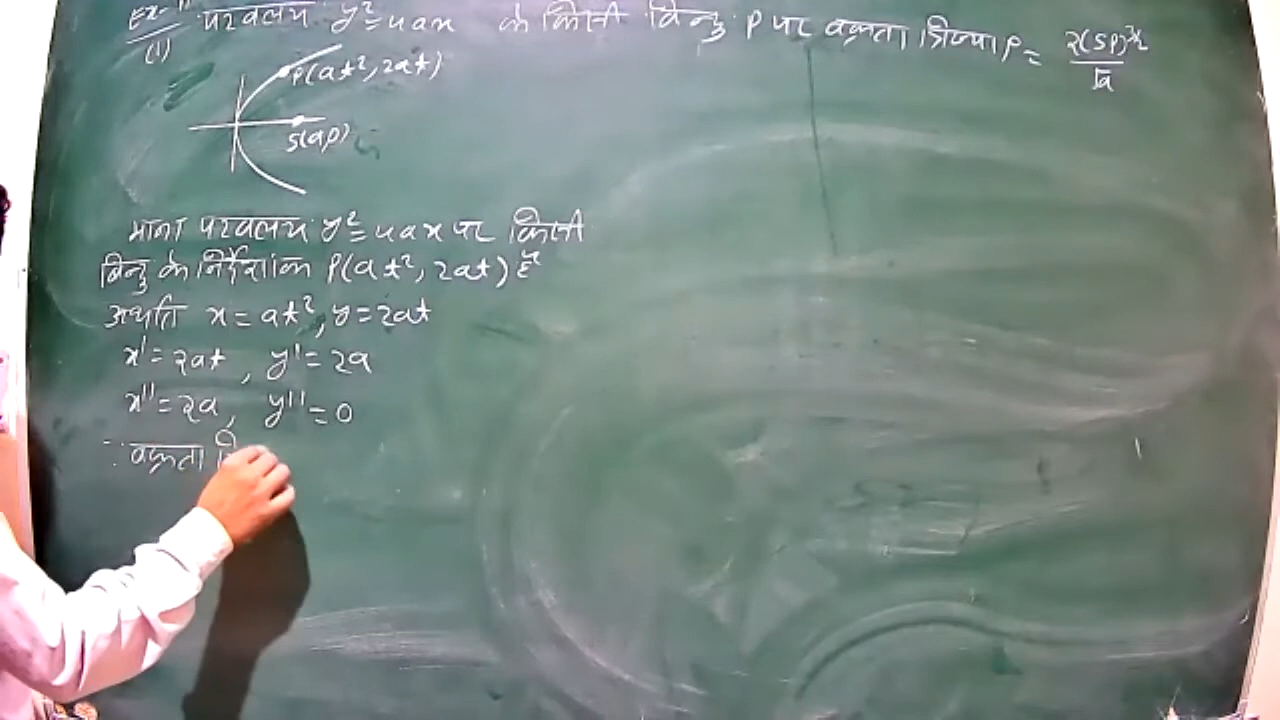 Ex-1
(1) परवलय y²=4ax के किसी बिन्दु P पर वक्रता त्रिज्या ρ = 2(SP)^3/2 / √a
P(at², 2at)
S(a,0)
माना परवलय y²=4ax पर किसी
बिन्दु के निर्देशांक P(at², 2at) है
अर्थात x = at², y = 2at
x' = 2at, y' = 2a
x'' = 2a, y'' = 0
∵ वक्रता त्रि